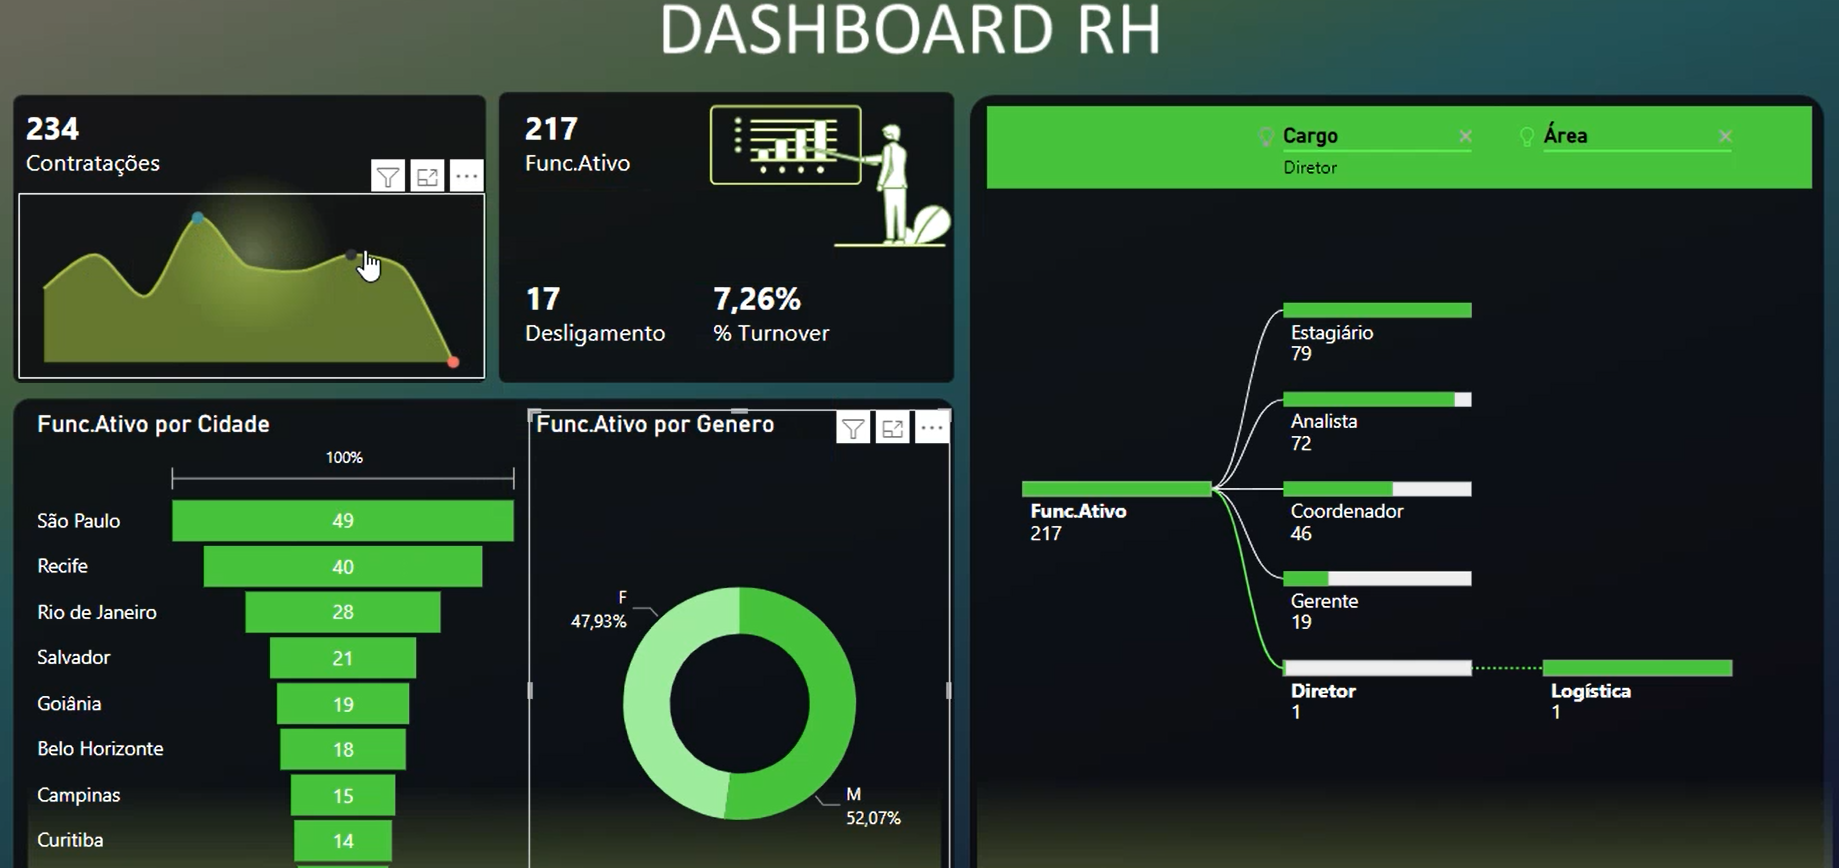 DASHBOARD RH
234
Contratações
217
Func.Ativo
17
Desligamento
7,26%
% Turnover
Cargo
Diretor
Área
Func.Ativo por Cidade
100%
São Paulo 49
Recife 40
Rio de Janeiro 28
Salvador 21
Goiânia 19
Belo Horizonte 18
Campinas 15
Curitiba 14
Func.Ativo por Genero
F
47,93%
M
52,07%
Func.Ativo
217
Estagiário
79
Analista
72
Coordenador
46
Gerente
19
Diretor
1
Logística
1